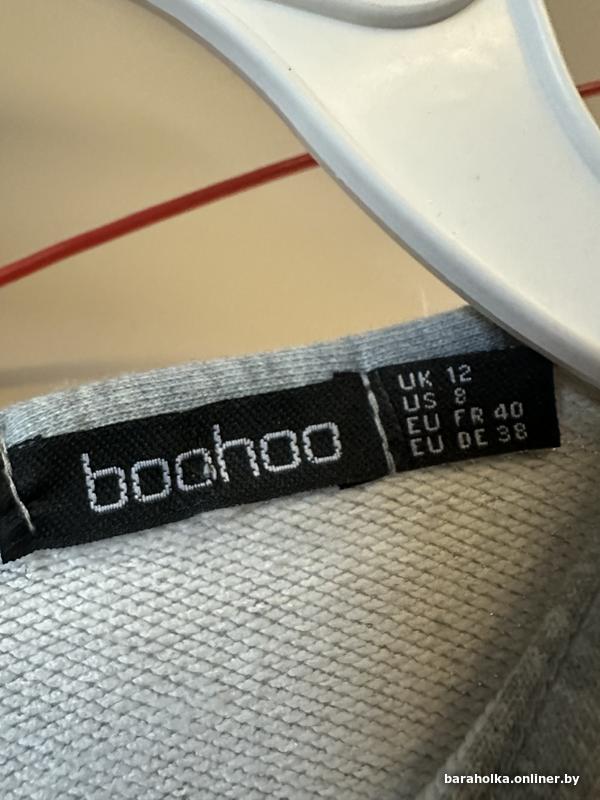 boohoo
UK 12
US 8
EU FR 40
EU DE 38
baraholka.onliner.by